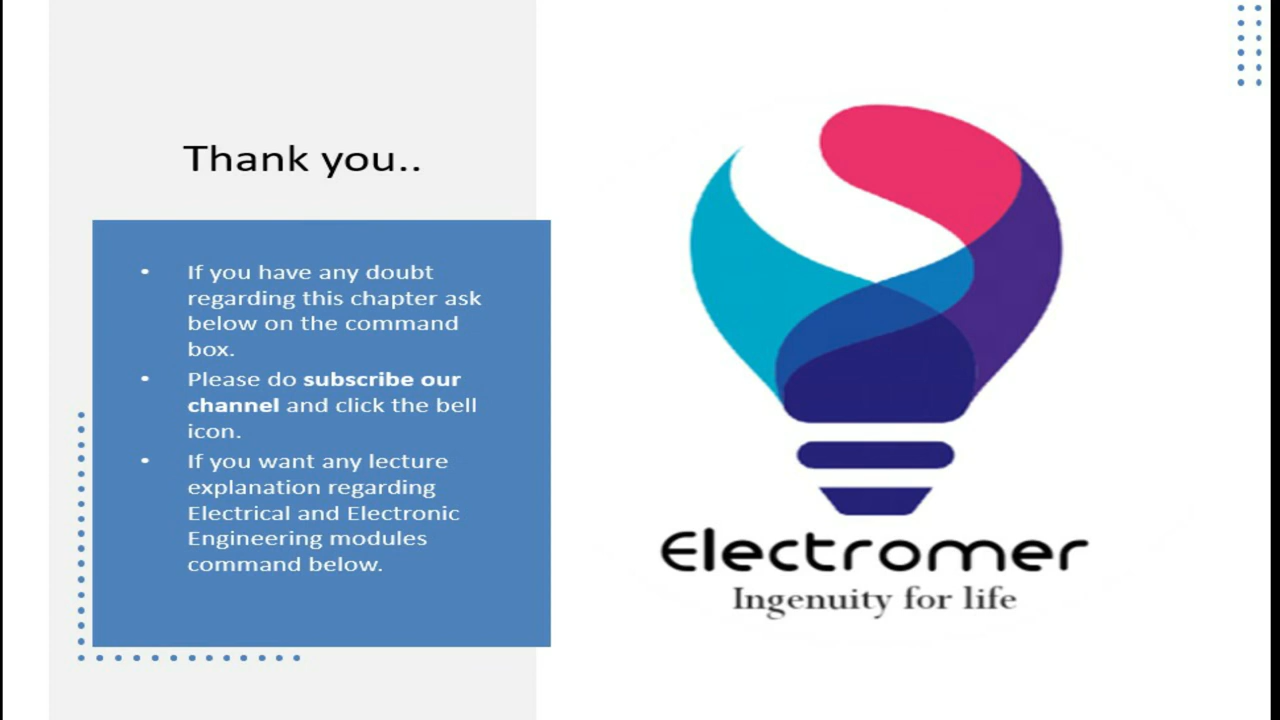 Thank you..
• If you have any doubt
regarding this chapter ask
below on the command
box.
• Please do subscribe our
channel and click the bell
icon.
• If you want any lecture
explanation regarding
Electrical and Electronic
Engineering modules
command below.
Electromer
Ingenuity for life